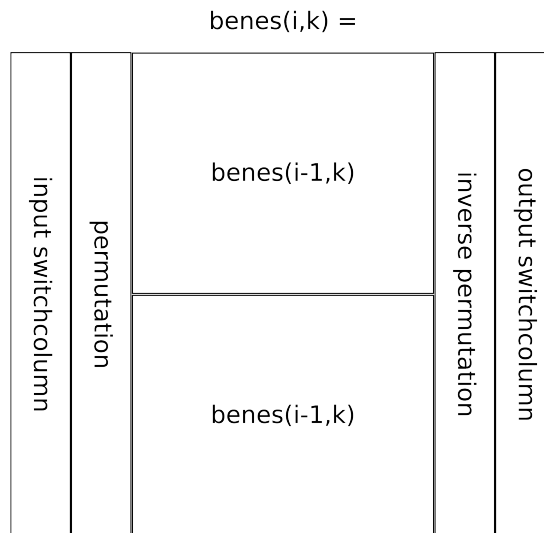 benes(i,k) =
input switchcolumn
permutation
benes(i-1,k)
benes(i-1,k)
inverse permutation
output switchcolumn